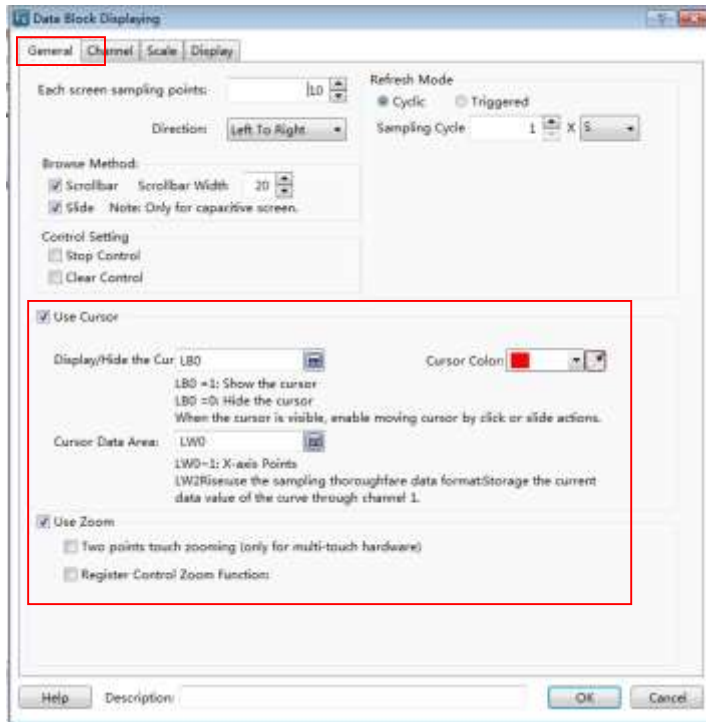 Data Block Displaying
General Channel Scale Display
Each screen sampling points: 10
Direction: Left To Right
Refresh Mode
Cyclic Triggered
Sampling Cycle 1 X S
Browse Method:
Scrollbar Scrollbar Width 20
Slide Note: Only for capacitive screen.
Control Setting
Stop Control
Clear Control
Use Cursor
Display/Hide the Cur LB0 Cursor Color:
LB0 =1: Show the cursor
LB0 =0: Hide the cursor
When the cursor is visible, enable moving cursor by click or slide actions.
Cursor Data Area: LW0
LW0~1: X-axis Points
LW2Riseuse the sampling thoroughfare data format:Storage the current
data value of the curve through channel 1.
Use Zoom
Two points touch zooming (only for multi-touch hardware)
Register Control Zoom Function:
Help Description: OK Cancel